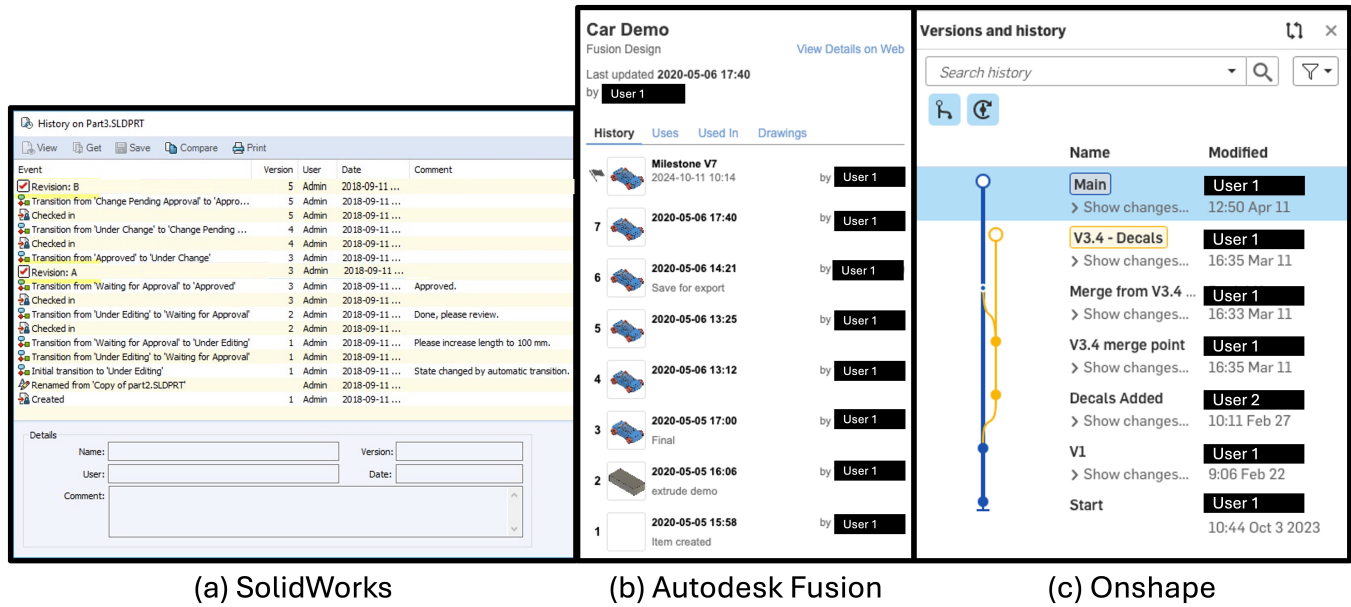 History on Part3.SLDPRT
View Get Save Compare Print
Event Version User Date Comment
Revision: B 5 Admin 2018-09-11 ...
Transition from 'Change Pending Approval' to 'Appro... 5 Admin 2018-09-11 ...
Checked in 5 Admin 2018-09-11 ...
Transition from 'Under Change' to 'Change Pending ... 4 Admin 2018-09-11 ...
Checked in 4 Admin 2018-09-11 ...
Transition from 'Approved' to 'Under Change' 3 Admin 2018-09-11 ...
Revision: A 3 Admin 2018-09-11 ...
Transition from 'Waiting for Approval' to 'Approved' 3 Admin 2018-09-11 ... Approved.
Checked in 3 Admin 2018-09-11 ...
Transition from 'Under Editing' to 'Waiting for Approval' 2 Admin 2018-09-11 ... Done, please review.
Checked in 2 Admin 2018-09-11 ...
Transition from 'Waiting for Approval' to 'Under Editing' 1 Admin 2018-09-11 ... Please increase length to 100 mm.
Transition from 'Under Editing' to 'Waiting for Approval' 1 Admin 2018-09-11 ...
Initial transition to 'Under Editing' 1 Admin 2018-09-11 ... State changed by automatic transition.
Renamed from 'Copy of part2.SLDPRT' Admin 2018-09-11 ...
Created 1 Admin 2018-09-11 ...
Details
Name: Version:
User: Date:
Comment:
(a) SolidWorks
Car Demo
Fusion Design View Details on Web
Last updated 2020-05-06 17:40
by User 1
History Uses Used In Drawings
Milestone V7
2024-10-11 10:14 by User 1
7 2020-05-06 17:40 by User 1
6 2020-05-06 14:21 by User 1
Save for export
5 2020-05-06 13:25 by User 1
4 2020-05-06 13:12 by User 1
3 2020-05-05 17:00 by User 1
Final
2 2020-05-05 16:06 by User 1
extrude demo
1 2020-05-05 15:58 by User 1
Item created
(b) Autodesk Fusion
Versions and history
Search history
Name Modified
Main User 1
Show changes... 12:50 Apr 11
V3.4 - Decals User 1
Show changes... 16:35 Mar 11
Merge from V3.4 ... User 1
Show changes... 16:33 Mar 11
V3.4 merge point User 1
Show changes... 16:35 Mar 11
Decals Added User 2
Show changes... 10:11 Feb 27
V1 User 1
Show changes... 9:06 Feb 22
Start User 1
10:44 Oct 3 2023
(c) Onshape